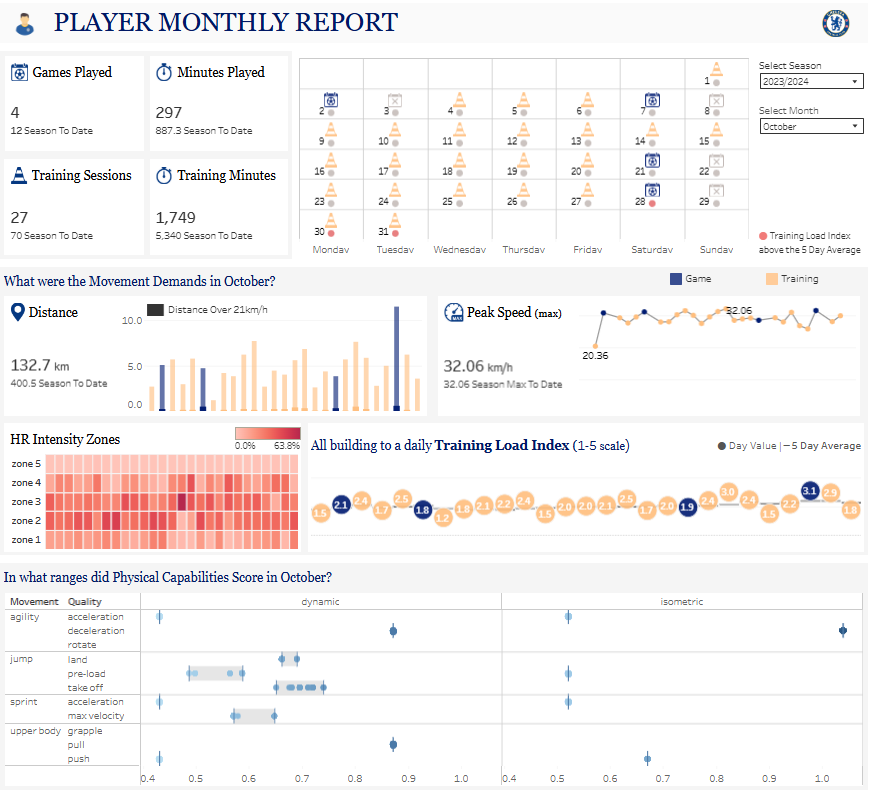 PLAYER MONTHLY REPORT
Games Played
4
12 Season To Date
Minutes Played
297
887.3 Season To Date
Training Sessions
27
70 Season To Date
Training Minutes
1,749
5,340 Season To Date
1
2 3 4 5 6 7 8
9 10 11 12 13 14 15
16 17 18 19 20 21 22
23 24 25 26 27 28 29
30 31
Monday Tuesday Wednesday Thursday Friday Saturday Sunday
Select Season
2023/2024
Select Month
October
Training Load Index
above the 5 Day Average
What were the Movement Demands in October?
Game Training
Distance
132.7 km
400.5 Season To Date
Distance Over 21km/h
10.0
5.0
0.0
Peak Speed (max)
MAX
32.06 km/h
32.06 Season Max To Date
32.06
20.36
HR Intensity Zones
0.0% 63.8%
zone 5
zone 4
zone 3
zone 2
zone 1
All building to a daily Training Load Index (1-5 scale)
Day Value | – 5 Day Average
1.5 2.1 2.4 1.7 2.5 1.8 1.2 1.8 2.1 2.2 2.4 1.5 2.0 2.0 2.1 2.5 1.7 2.0 1.9 2.4 3.0 2.4 1.5 2.2 3.1 2.9 1.8
In what ranges did Physical Capabilities Score in October?
Movement Quality dynamic isometric
agility acceleration
deceleration
rotate
jump land
pre-load
take off
sprint acceleration
max velocity
upper body grapple
pull
push
0.4 0.5 0.6 0.7 0.8 0.9 1.0 0.4 0.5 0.6 0.7 0.8 0.9 1.0